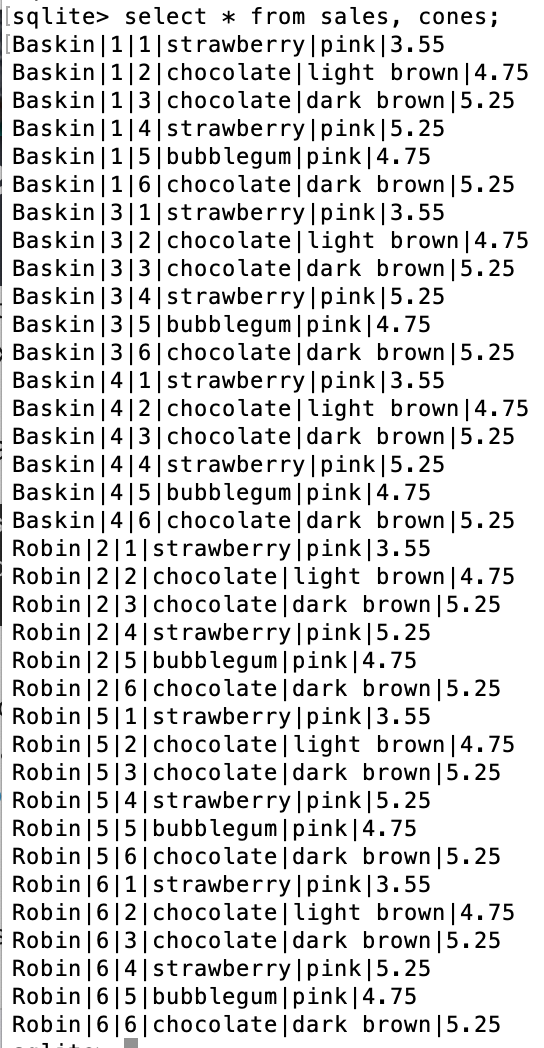 sqlite> select * from sales, cones;
Baskin|1|1|strawberry|pink|3.55
Baskin|1|2|chocolate|light brown|4.75
Baskin|1|3|chocolate|dark brown|5.25
Baskin|1|4|strawberry|pink|5.25
Baskin|1|5|bubblegum|pink|4.75
Baskin|1|6|chocolate|dark brown|5.25
Baskin|3|1|strawberry|pink|3.55
Baskin|3|2|chocolate|light brown|4.75
Baskin|3|3|chocolate|dark brown|5.25
Baskin|3|4|strawberry|pink|5.25
Baskin|3|5|bubblegum|pink|4.75
Baskin|3|6|chocolate|dark brown|5.25
Baskin|4|1|strawberry|pink|3.55
Baskin|4|2|chocolate|light brown|4.75
Baskin|4|3|chocolate|dark brown|5.25
Baskin|4|4|strawberry|pink|5.25
Baskin|4|5|bubblegum|pink|4.75
Baskin|4|6|chocolate|dark brown|5.25
Robin|2|1|strawberry|pink|3.55
Robin|2|2|chocolate|light brown|4.75
Robin|2|3|chocolate|dark brown|5.25
Robin|2|4|strawberry|pink|5.25
Robin|2|5|bubblegum|pink|4.75
Robin|2|6|chocolate|dark brown|5.25
Robin|5|1|strawberry|pink|3.55
Robin|5|2|chocolate|light brown|4.75
Robin|5|3|chocolate|dark brown|5.25
Robin|5|4|strawberry|pink|5.25
Robin|5|5|bubblegum|pink|4.75
Robin|5|6|chocolate|dark brown|5.25
Robin|6|1|strawberry|pink|3.55
Robin|6|2|chocolate|light brown|4.75
Robin|6|3|chocolate|dark brown|5.25
Robin|6|4|strawberry|pink|5.25
Robin|6|5|bubblegum|pink|4.75
Robin|6|6|chocolate|dark brown|5.25